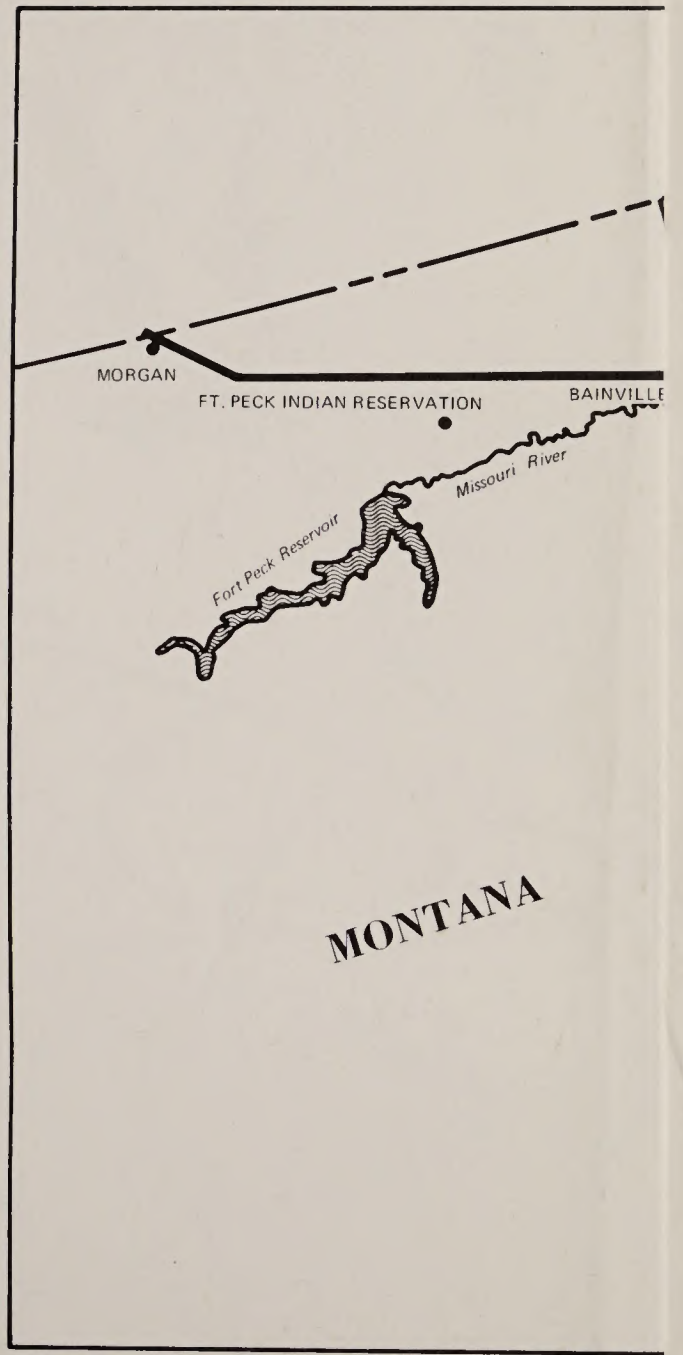 MORGAN
FT. PECK INDIAN RESERVATION
BAINVILLE
Missouri River
Fort Peck Reservoir
MONTANA